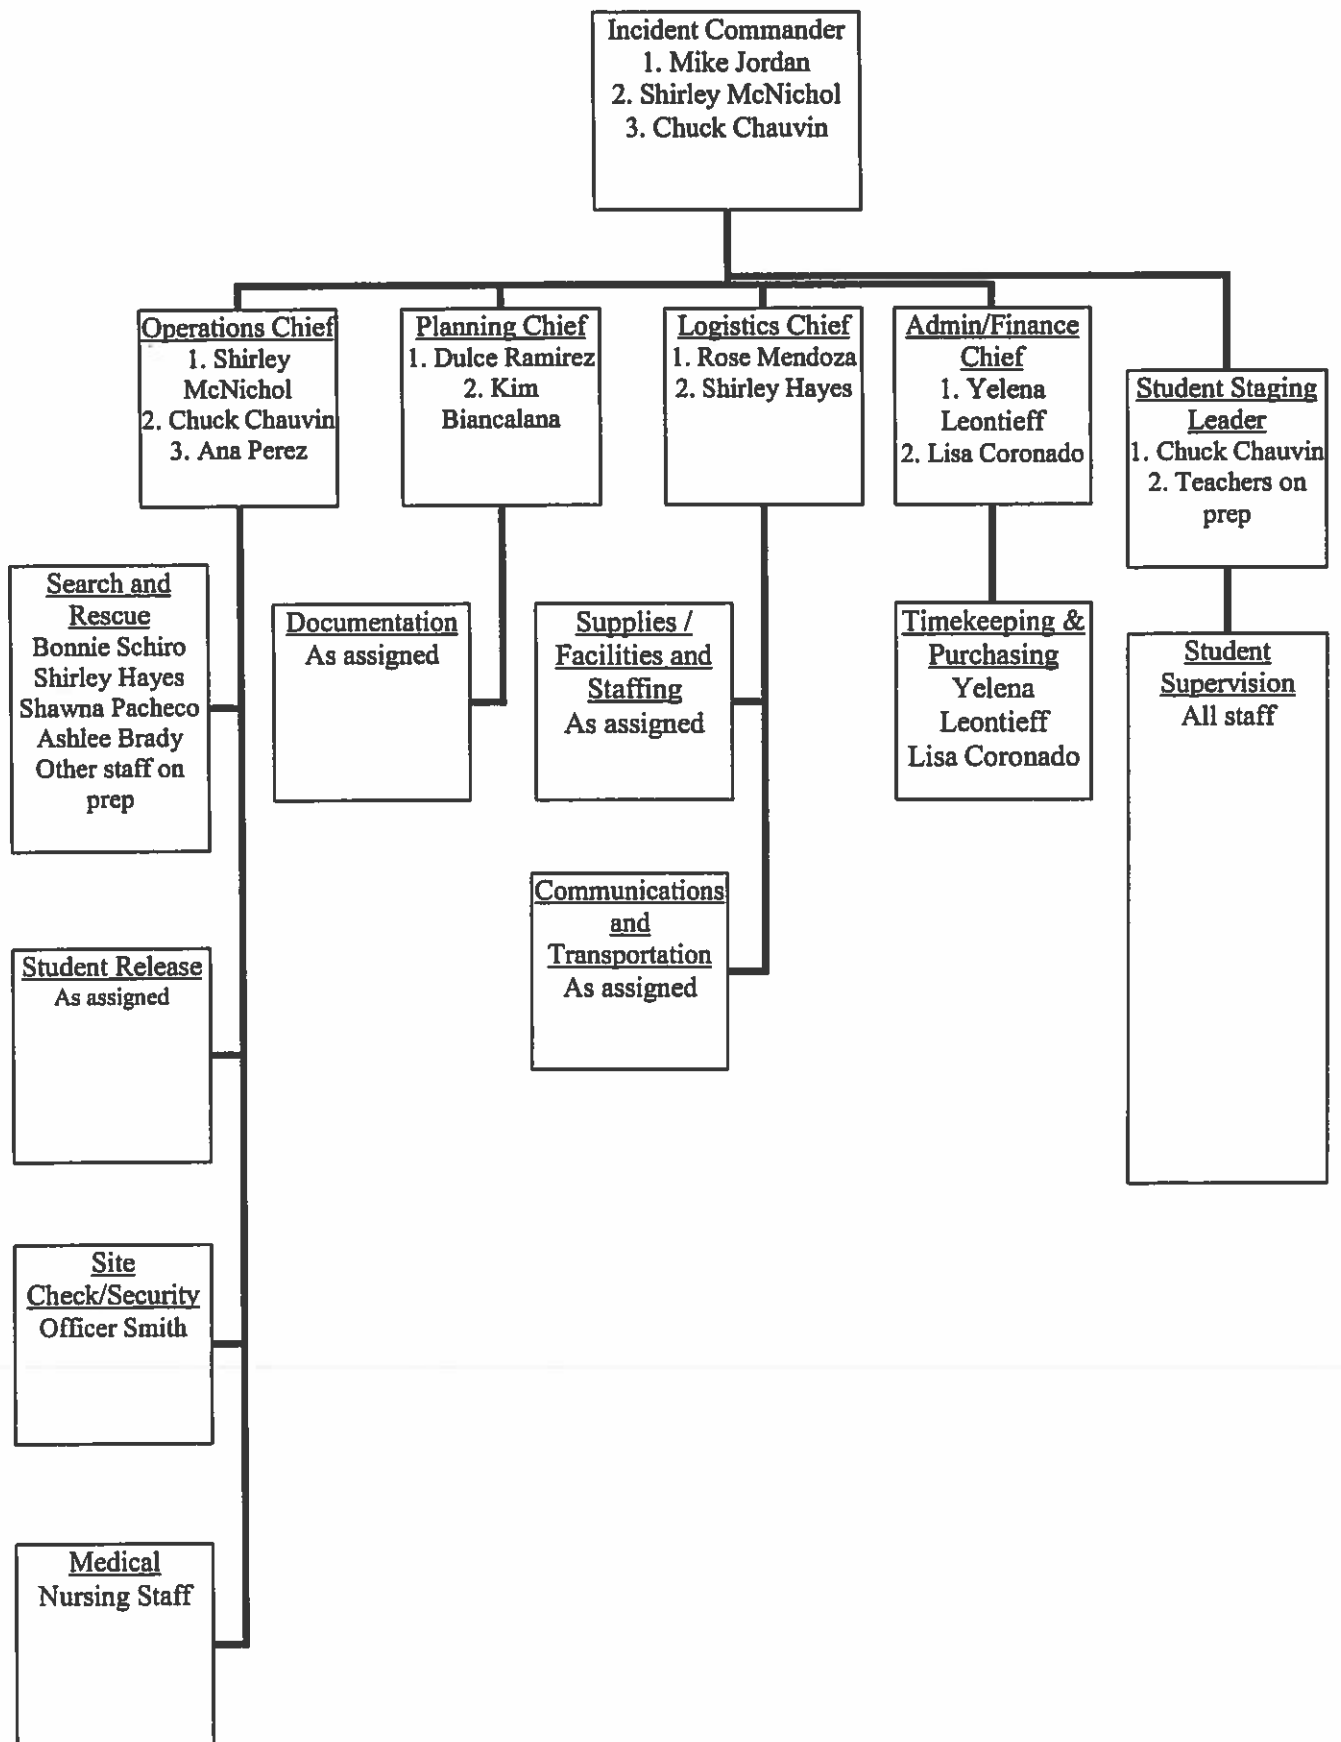 Incident Commander
1. Mike Jordan
2. Shirley McNichol
3. Chuck Chauvin
Operations Chief
1. Shirley
McNichol
2. Chuck Chauvin
3. Ana Perez
Planning Chief
1. Dulce Ramirez
2. Kim
Biancalana
Logistics Chief
1. Rose Mendoza
2. Shirley Hayes
Admin/Finance
Chief
1. Yelena
Leontieff
2. Lisa Coronado
Student Staging
Leader
1. Chuck Chauvin
2. Teachers on
prep
Search and
Rescue
Bonnie Schiro
Shirley Hayes
Shawna Pacheco
Ashlee Brady
Other staff on
prep
Documentation
As assigned
Supplies /
Facilities and
Staffing
As assigned
Timekeeping &
Purchasing
Yelena
Leontieff
Lisa Coronado
Student
Supervision
All staff
Communications
and
Transportation
As assigned
Student Release
As assigned
Site
Check/Security
Officer Smith
Medical
Nursing Staff